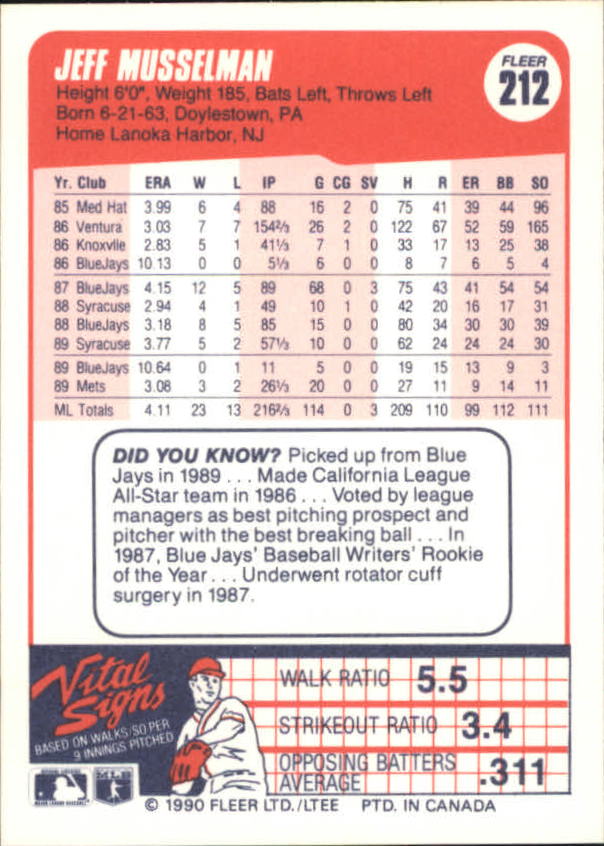 JEFF MUSSELMAN
FLEER
212
Height 6'0", Weight 185, Bats Left, Throws Left
Born 6-21-63, Doylestown, PA
Home Lanoka Harbor, NJ
Yr. Club ERA W L IP G CG SV H R ER BB SO
85 Med Hat 3.99 6 4 88 16 2 0 75 41 39 44 96
86 Ventura 3.03 7 7 154⅔ 26 2 0 122 67 52 59 165
86 Knoxvlle 2.83 5 1 41⅓ 7 1 0 33 17 13 25 38
86 BlueJays 10.13 0 0 5⅓ 6 0 0 8 7 6 5 4
87 BlueJays 4.15 12 5 89 68 0 3 75 43 41 54 54
88 Syracuse 2.94 4 1 49 10 1 0 42 20 16 17 31
88 BlueJays 3.18 8 5 85 15 0 0 80 34 30 30 39
89 Syracuse 3.77 5 2 57⅓ 10 0 0 62 24 24 24 30
89 BlueJays 10.64 0 1 11 5 0 0 19 15 13 9 3
89 Mets 3.08 3 2 26⅓ 20 0 0 27 11 9 14 11
ML Totals 4.11 23 13 216⅔ 114 0 3 209 110 99 112 111
DID YOU KNOW? Picked up from Blue
Jays in 1989 . . . Made California League
All-Star team in 1986 . . . Voted by league
managers as best pitching prospect and
pitcher with the best breaking ball . . . In
1987, Blue Jays' Baseball Writers' Rookie
of the Year . . . Underwent rotator cuff
surgery in 1987.
Vital
Signs
BASED ON WALKS/SO PER
9 INNINGS PITCHED
WALK RATIO 5.5
STRIKEOUT RATIO 3.4
OPPOSING BATTERS
AVERAGE .311
© 1990 FLEER LTD./LTEE PTD. IN CANADA